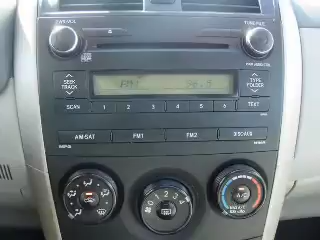 PWR/VOL
TUNE/FILE
SEEK
TRACK
TYPE
FOLDER
SCAN
1 2 3 4 5 6
TEXT
AM·SAT
FM1
FM2
DISC·AUX
A/C